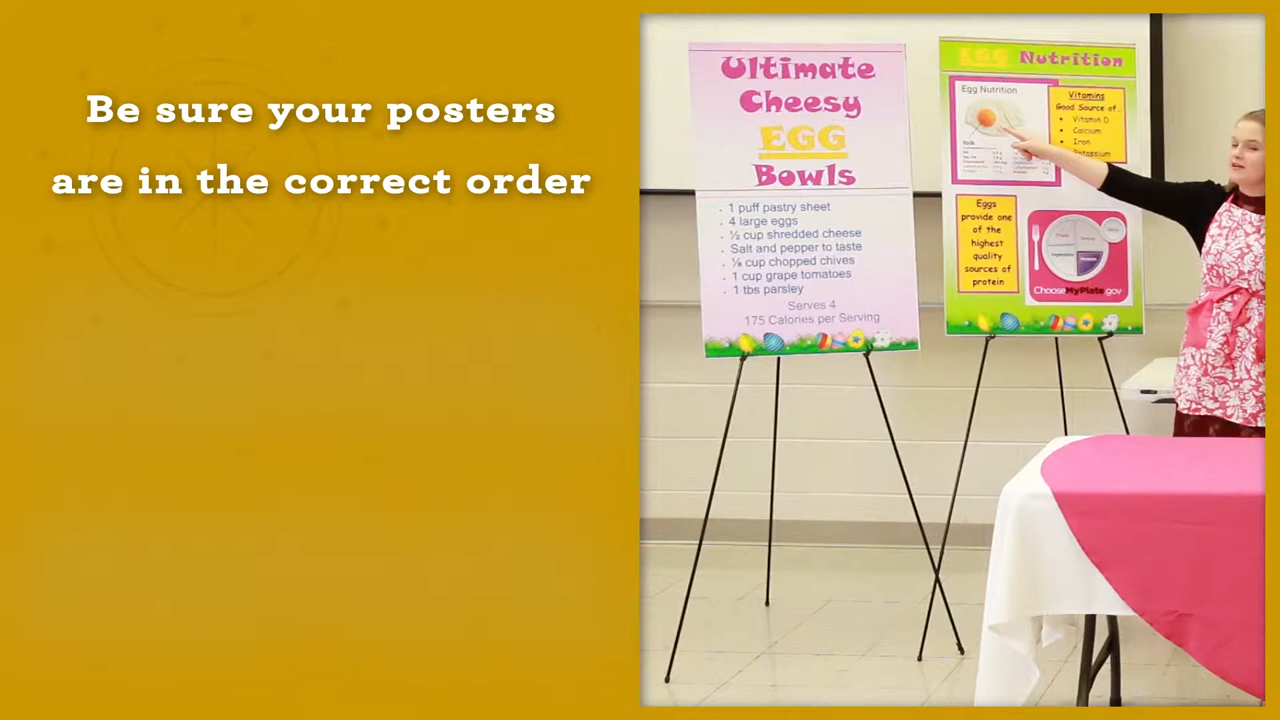 Be sure your posters
are in the correct order
Ultimate
Cheesy
EGG
Bowls
. 1 puff pastry sheet
. 4 large eggs
. ½ cup shredded cheese
. Salt and pepper to taste
. ⅛ cup chopped chives
. 1 cup grape tomatoes
. 1 tbs parsley
Serves 4
175 Calories per Serving
EGG Nutrition
Egg Nutrition
Yolk
Vitamins
Good Source of..
• Vitamin D
• Calcium
• Iron
• Potassium
Eggs
provide one
of the
highest
quality
sources of
protein
ChooseMyPlate.gov